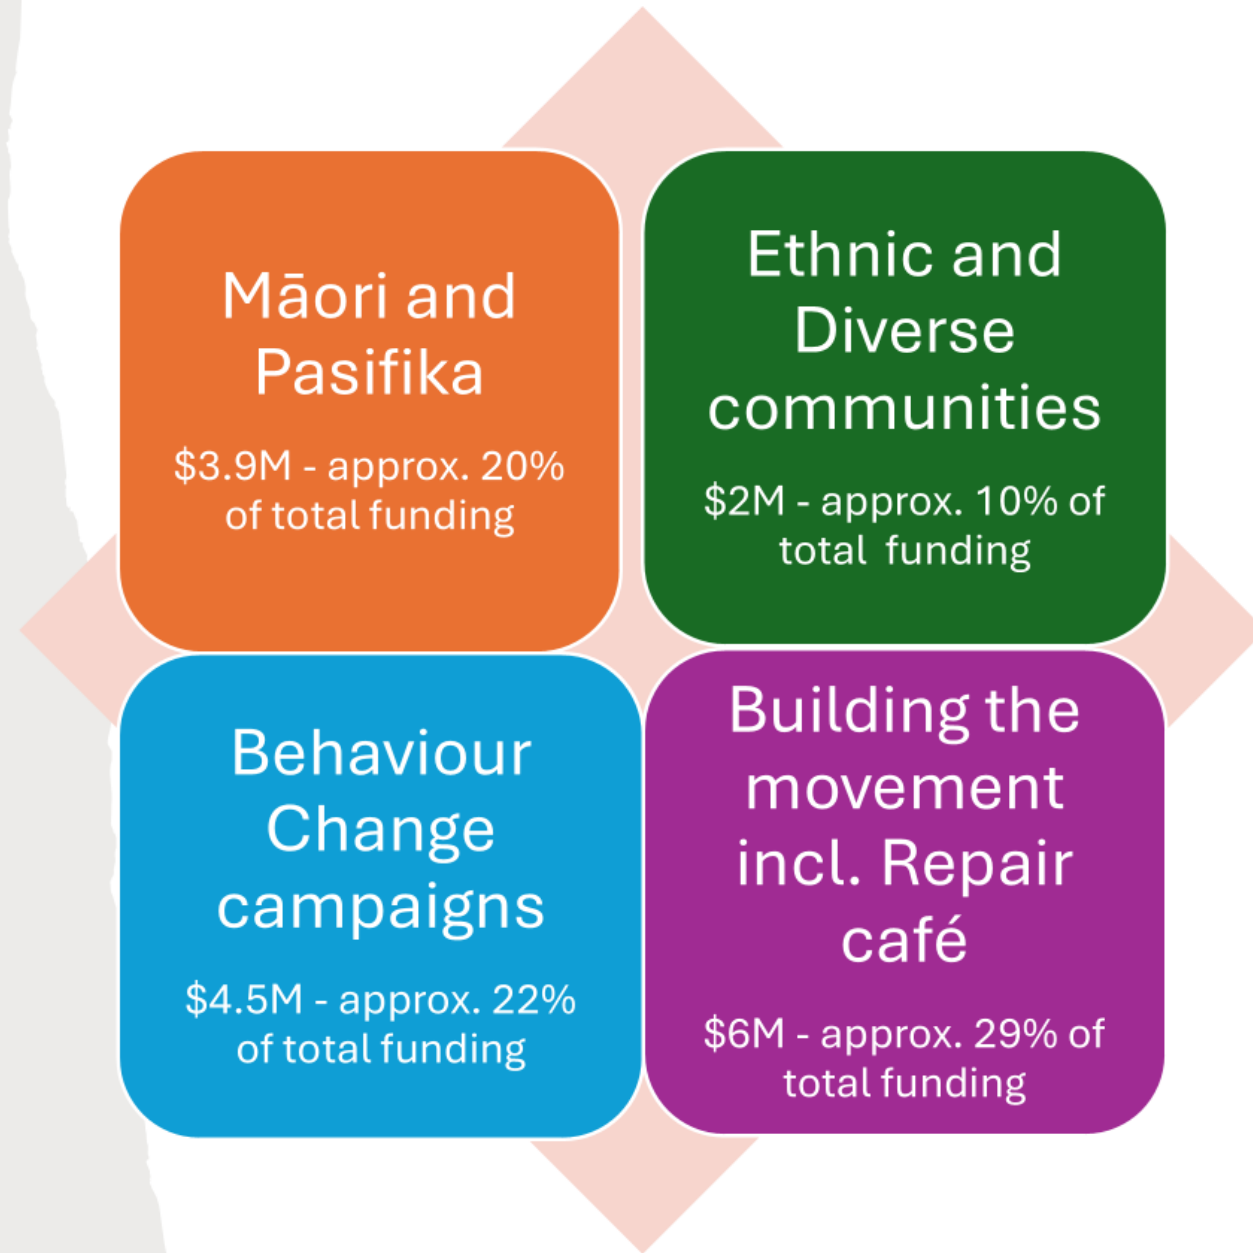 Māori and
Pasifika
$3.9M - approx. 20%
of total funding
Ethnic and
Diverse
communities
$2M - approx. 10% of
total  funding
Behaviour
Change
campaigns
$4.5M - approx. 22%
of total funding
Building the
movement
incl. Repair
café
$6M - approx. 29% of
total funding